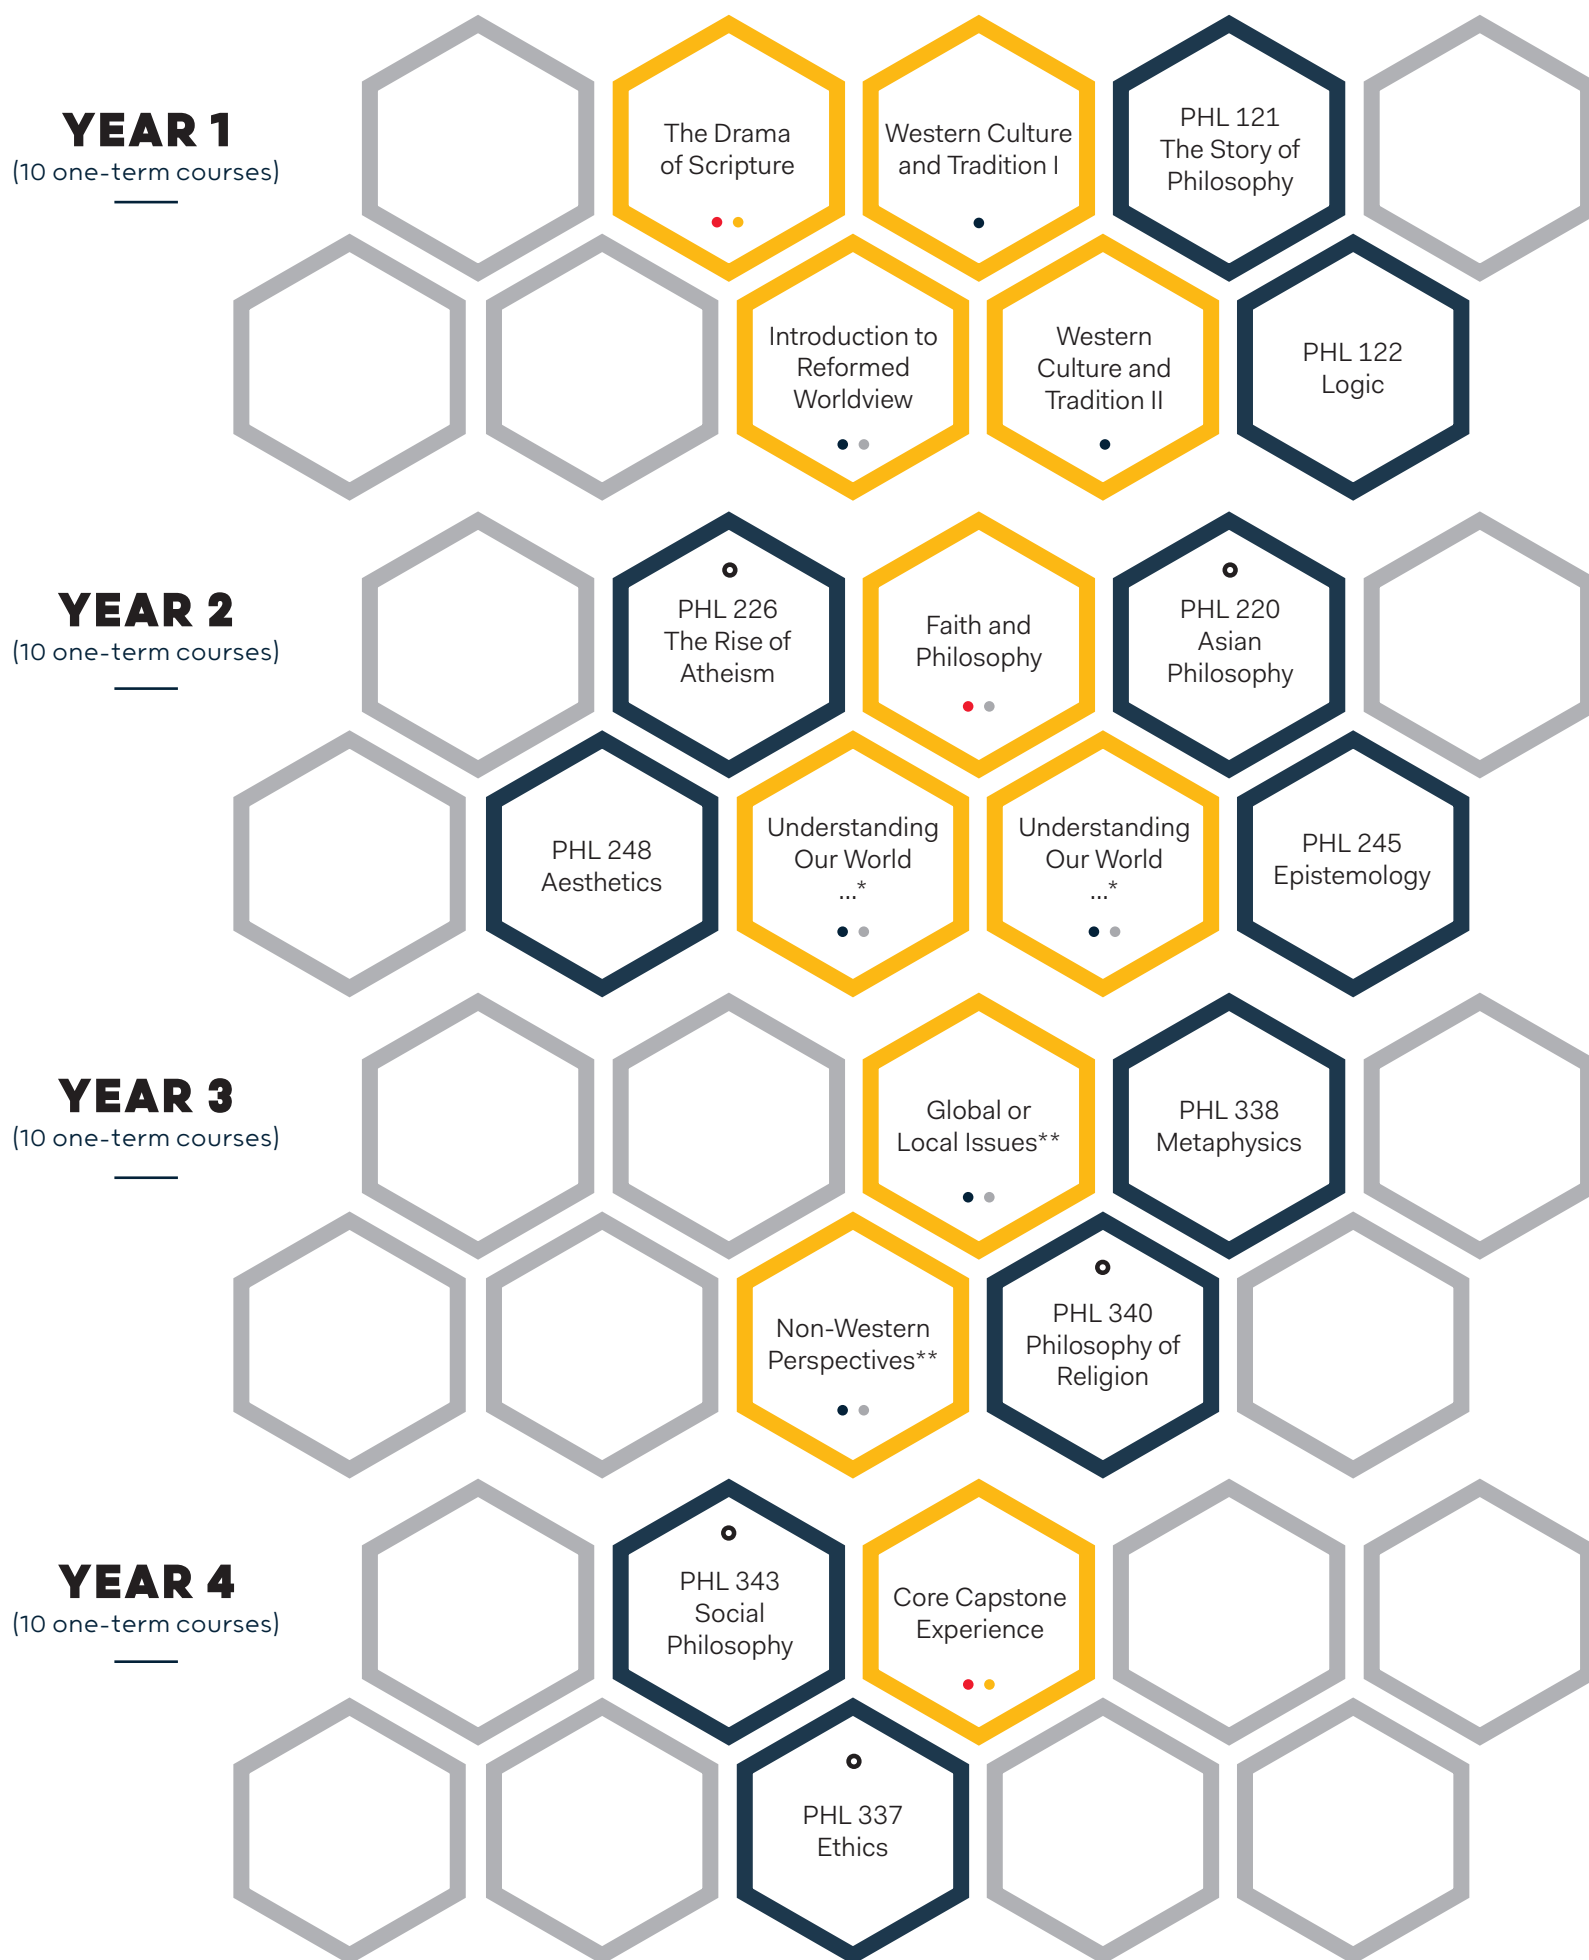 YEAR 1
(10 one-term courses)
The Drama
of Scripture
Western Culture
and Tradition I
PHL 121
The Story of
Philosophy
Introduction to
Reformed
Worldview
Western
Culture and
Tradition II
PHL 122
Logic
YEAR 2
(10 one-term courses)
PHL 226
The Rise of
Atheism
Faith and
Philosophy
PHL 220
Asian
Philosophy
PHL 248
Aesthetics
Understanding
Our World
...*
Understanding
Our World
...*
PHL 245
Epistemology
YEAR 3
(10 one-term courses)
Global or
Local Issues**
PHL 338
Metaphysics
Non-Western
Perspectives**
PHL 340
Philosophy of
Religion
YEAR 4
(10 one-term courses)
PHL 343
Social
Philosophy
Core Capstone
Experience
PHL 337
Ethics